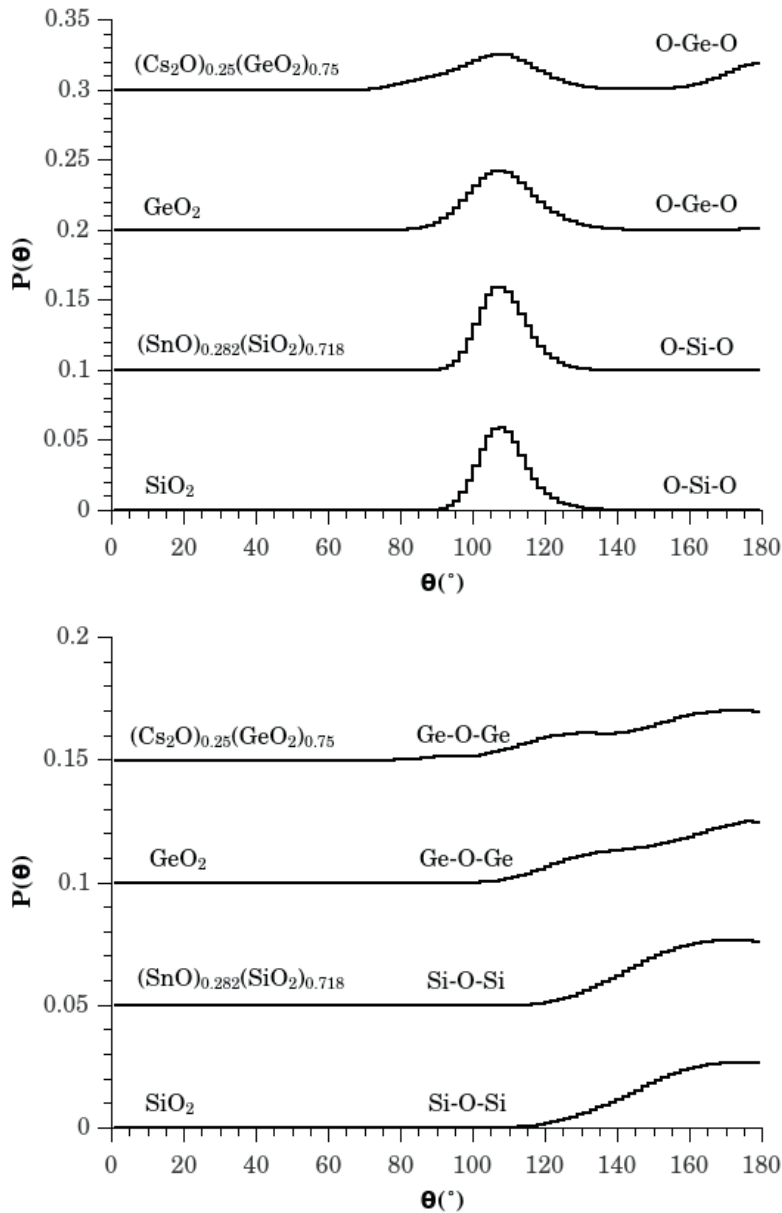 0.35
(Cs₂O)₀.₂₅(GeO₂)₀.₇₅ O-Ge-O
0.3
0.25
GeO₂ O-Ge-O
0.2
P(θ)
0.15
(SnO)₀.₂₈₂(SiO₂)₀.₇₁₈ O-Si-O
0.1
0.05
SiO₂ O-Si-O
0
0 20 40 60 80 100 120 140 160 180
θ(°)
0.2
(Cs₂O)₀.₂₅(GeO₂)₀.₇₅ Ge-O-Ge
0.15
GeO₂ Ge-O-Ge
P(θ)
0.1
(SnO)₀.₂₈₂(SiO₂)₀.₇₁₈ Si-O-Si
0.05
SiO₂ Si-O-Si
0
0 20 40 60 80 100 120 140 160 180
θ(°)